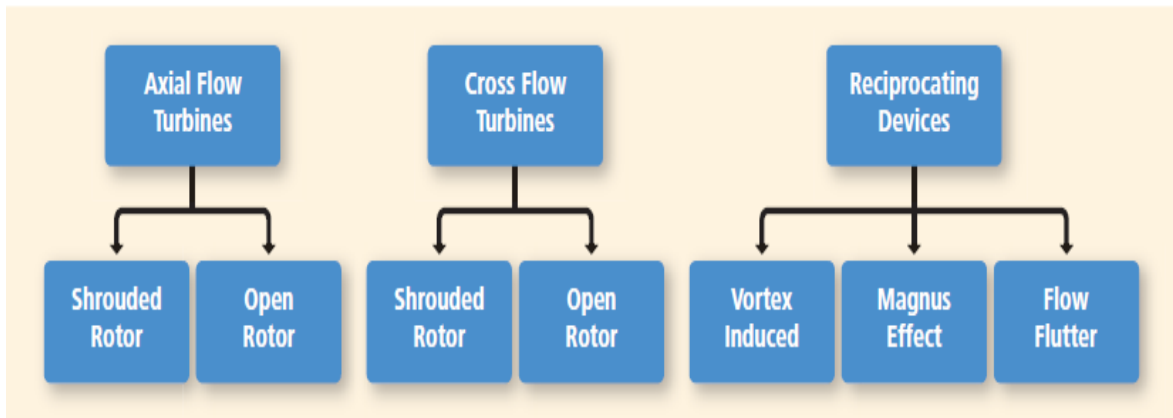 Axial Flow
Turbines
Cross Flow
Turbines
Reciprocating
Devices
Shrouded
Rotor
Open
Rotor
Shrouded
Rotor
Open
Rotor
Vortex
Induced
Magnus
Effect
Flow
Flutter